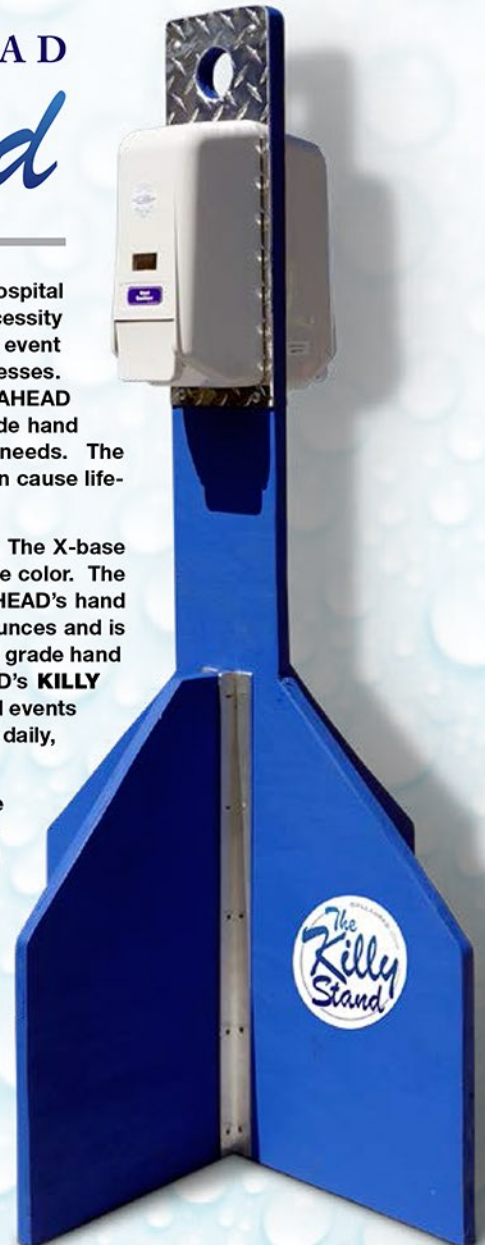 AD
d
ospital
cessity
event
esses.
AHEAD
de hand
needs. The
n cause life-
The X-base
e color. The
HEAD's hand
unces and is
grade hand
D's KILLY
l events
daily,
e
The
Killy
Stand